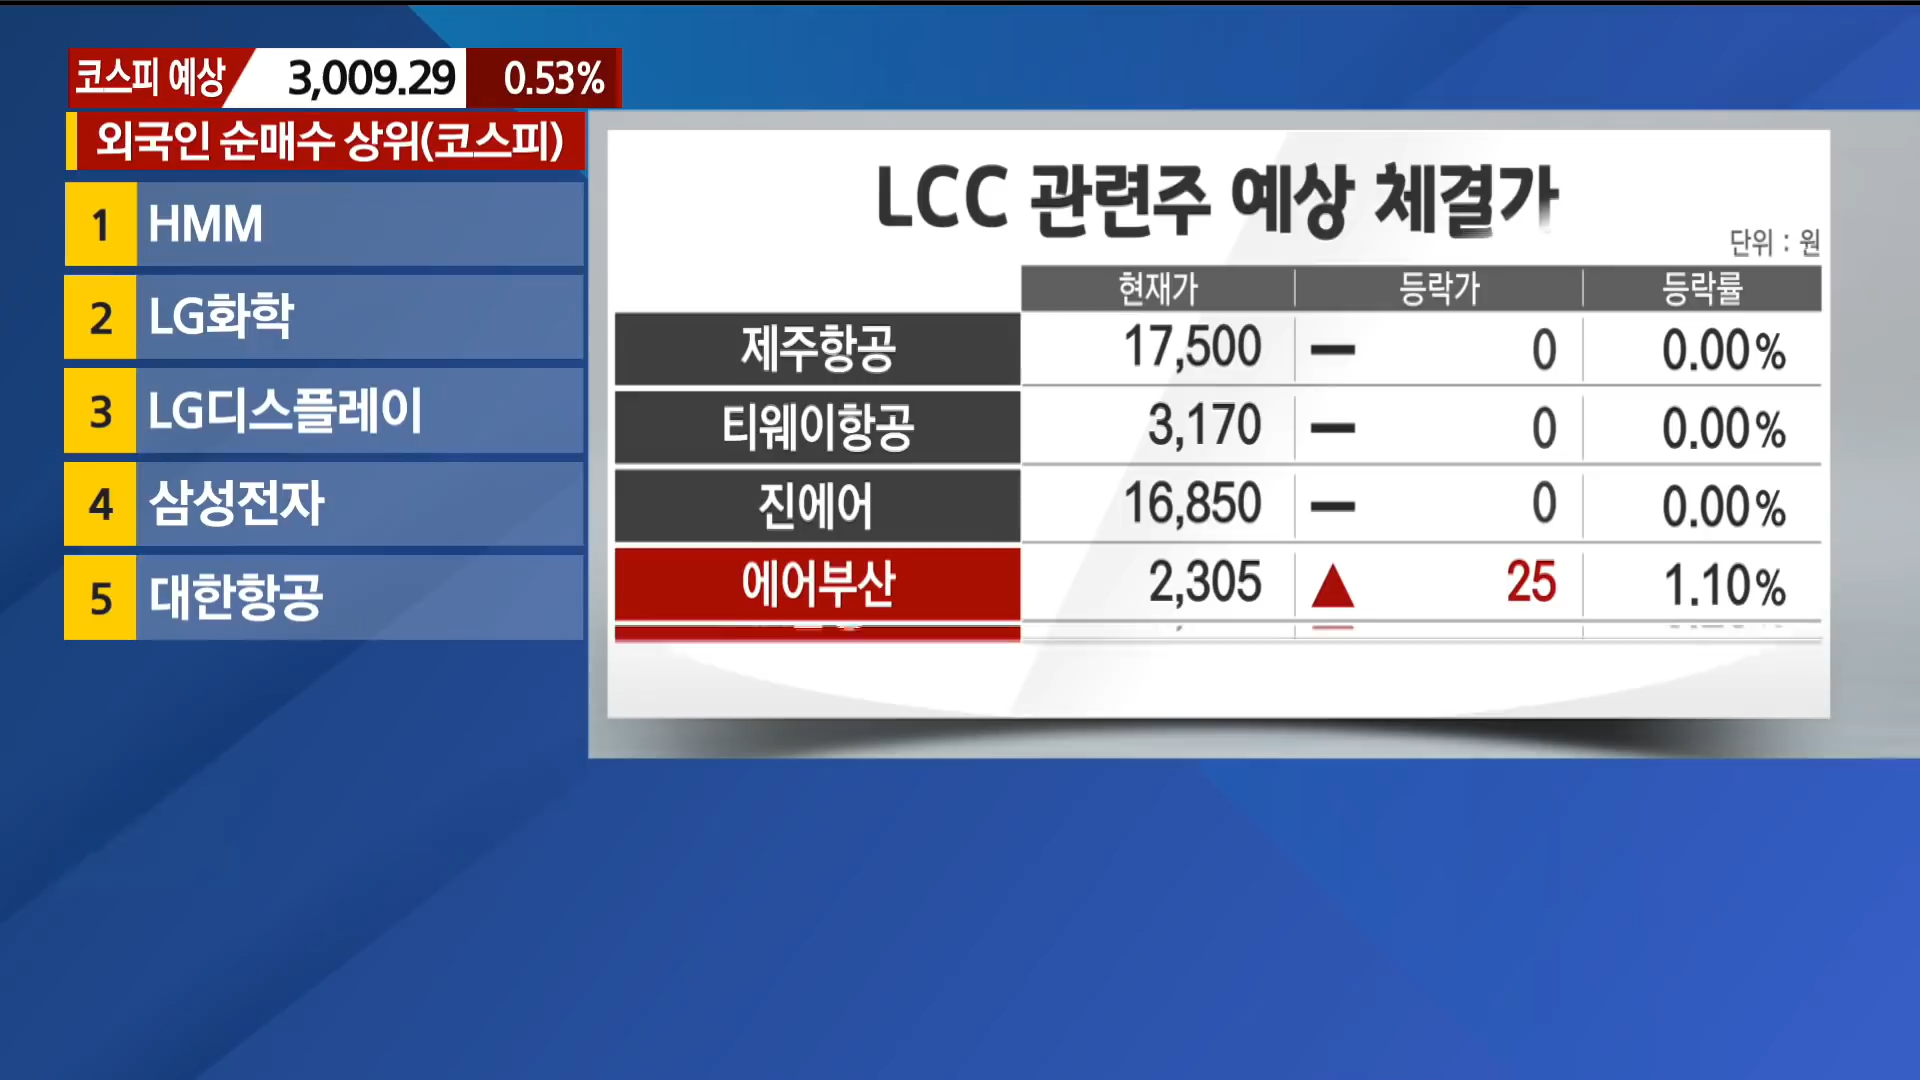 코스피 예상 3,009.29 0.53%
외국인 순매수 상위(코스피)
1 HMM
2 LG화학
3 LG디스플레이
4 삼성전자
5 대한항공
LCC 관련주 예상 체결가
단위 : 원
현재가 등락가 등락률
제주항공 17,500 0 0.00%
티웨이항공 3,170 0 0.00%
진에어 16,850 0 0.00%
에어부산 2,305 ▲ 25 1.10%